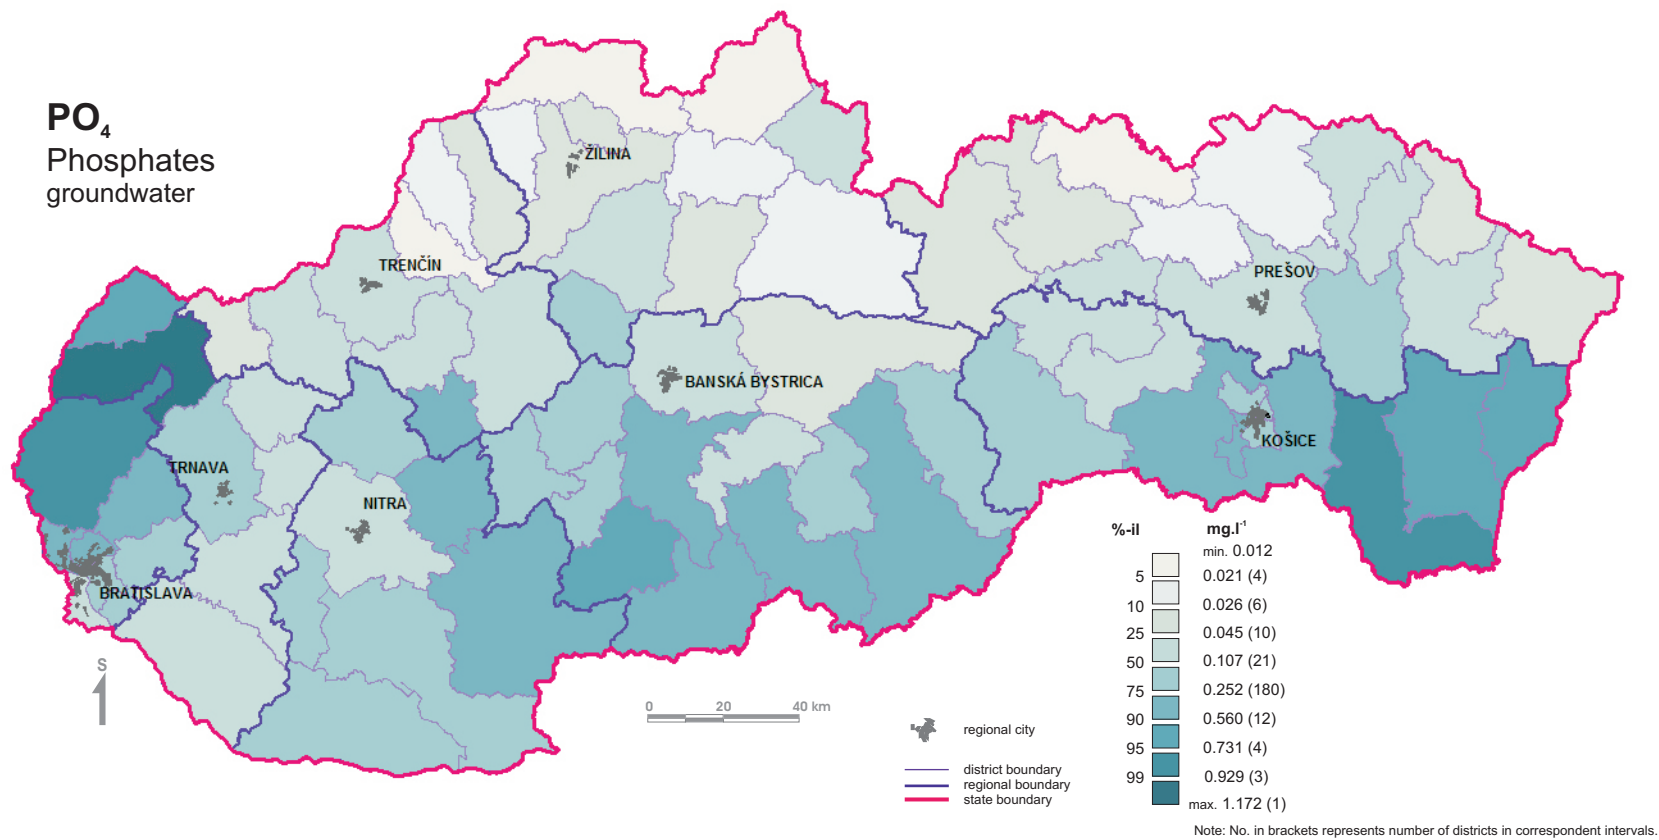 PO4
Phosphates
groundwater
ŽILINA
TRENČÍN
PREŠOV
BANSKÁ BYSTRICA
TRNAVA
NITRA
KOŠICE
BRATISLAVA
S
0 20 40 km
regional city
district boundary
regional boundary
state boundary
%-il mg.l-1
min. 0.012
5 0.021 (4)
10 0.026 (6)
25 0.045 (10)
50 0.107 (21)
75 0.252 (180)
90 0.560 (12)
95 0.731 (4)
99 0.929 (3)
max. 1.172 (1)
Note: No. in brackets represents number of districts in correspondent intervals.